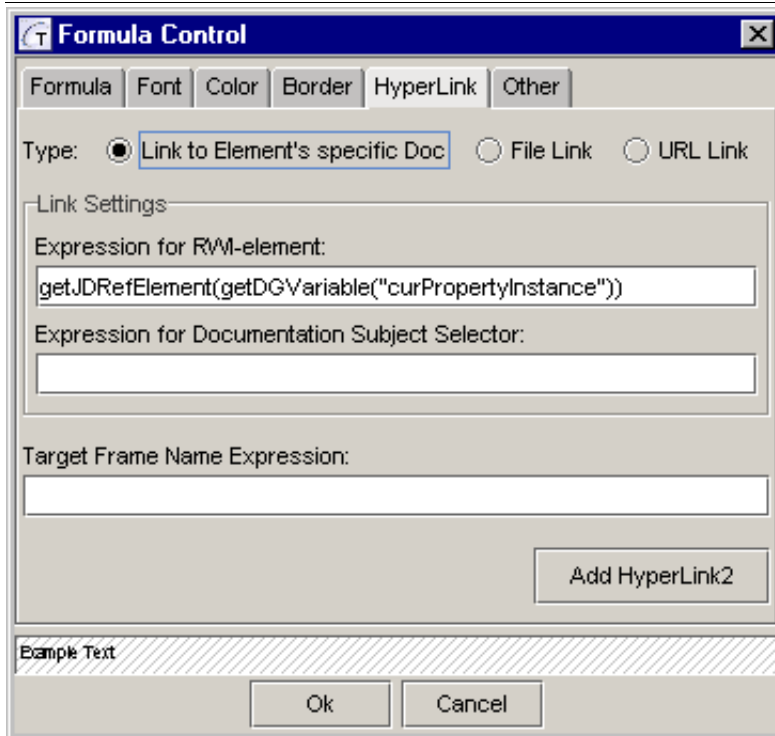 T Formula Control
Formula Font Color Border HyperLink Other
Type: Link to Element's specific Doc File Link URL Link
Link Settings
Expression for RWI-element:
getJDRefElement(getDGVariable("curPropertyInstance"))
Expression for Documentation Subject Selector:
Target Frame Name Expression:
Add HyperLink2
Example Text
Ok Cancel